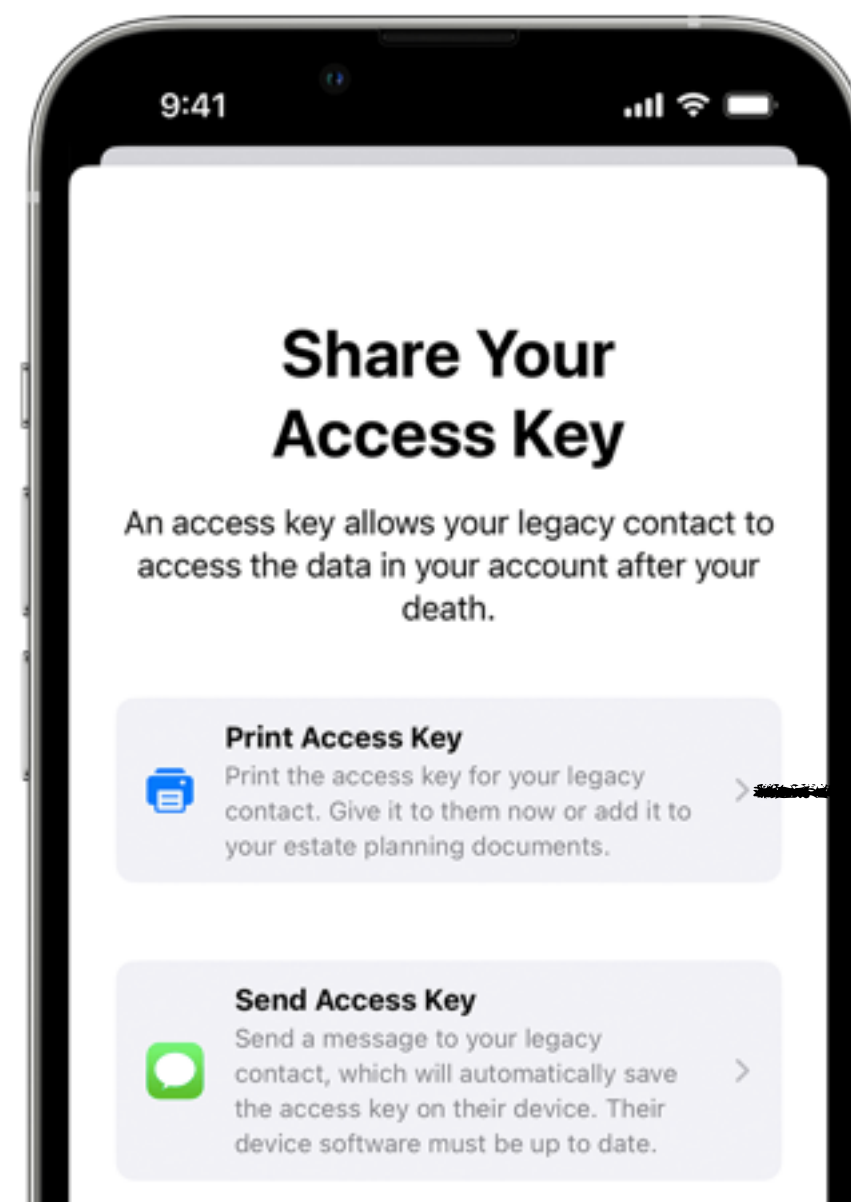 9:41
Share Your
Access Key
An access key allows your legacy contact to
access the data in your account after your
death.
Print Access Key
Print the access key for your legacy
contact. Give it to them now or add it to
your estate planning documents.
Send Access Key
Send a message to your legacy
contact, which will automatically save
the access key on their device. Their
device software must be up to date.